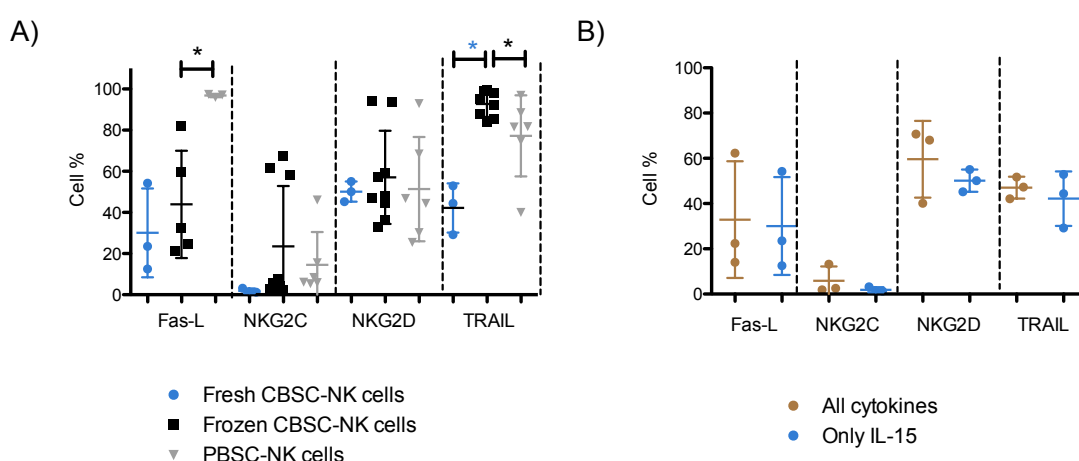 A)
B)
* * *
Cell %
100
80
60
40
20
0
Fas-L NKG2C NKG2D TRAIL
Fresh CBSC-NK cells
Frozen CBSC-NK cells
PBSC-NK cells
Cell %
100
80
60
40
20
0
Fas-L NKG2C NKG2D TRAIL
All cytokines
Only IL-15